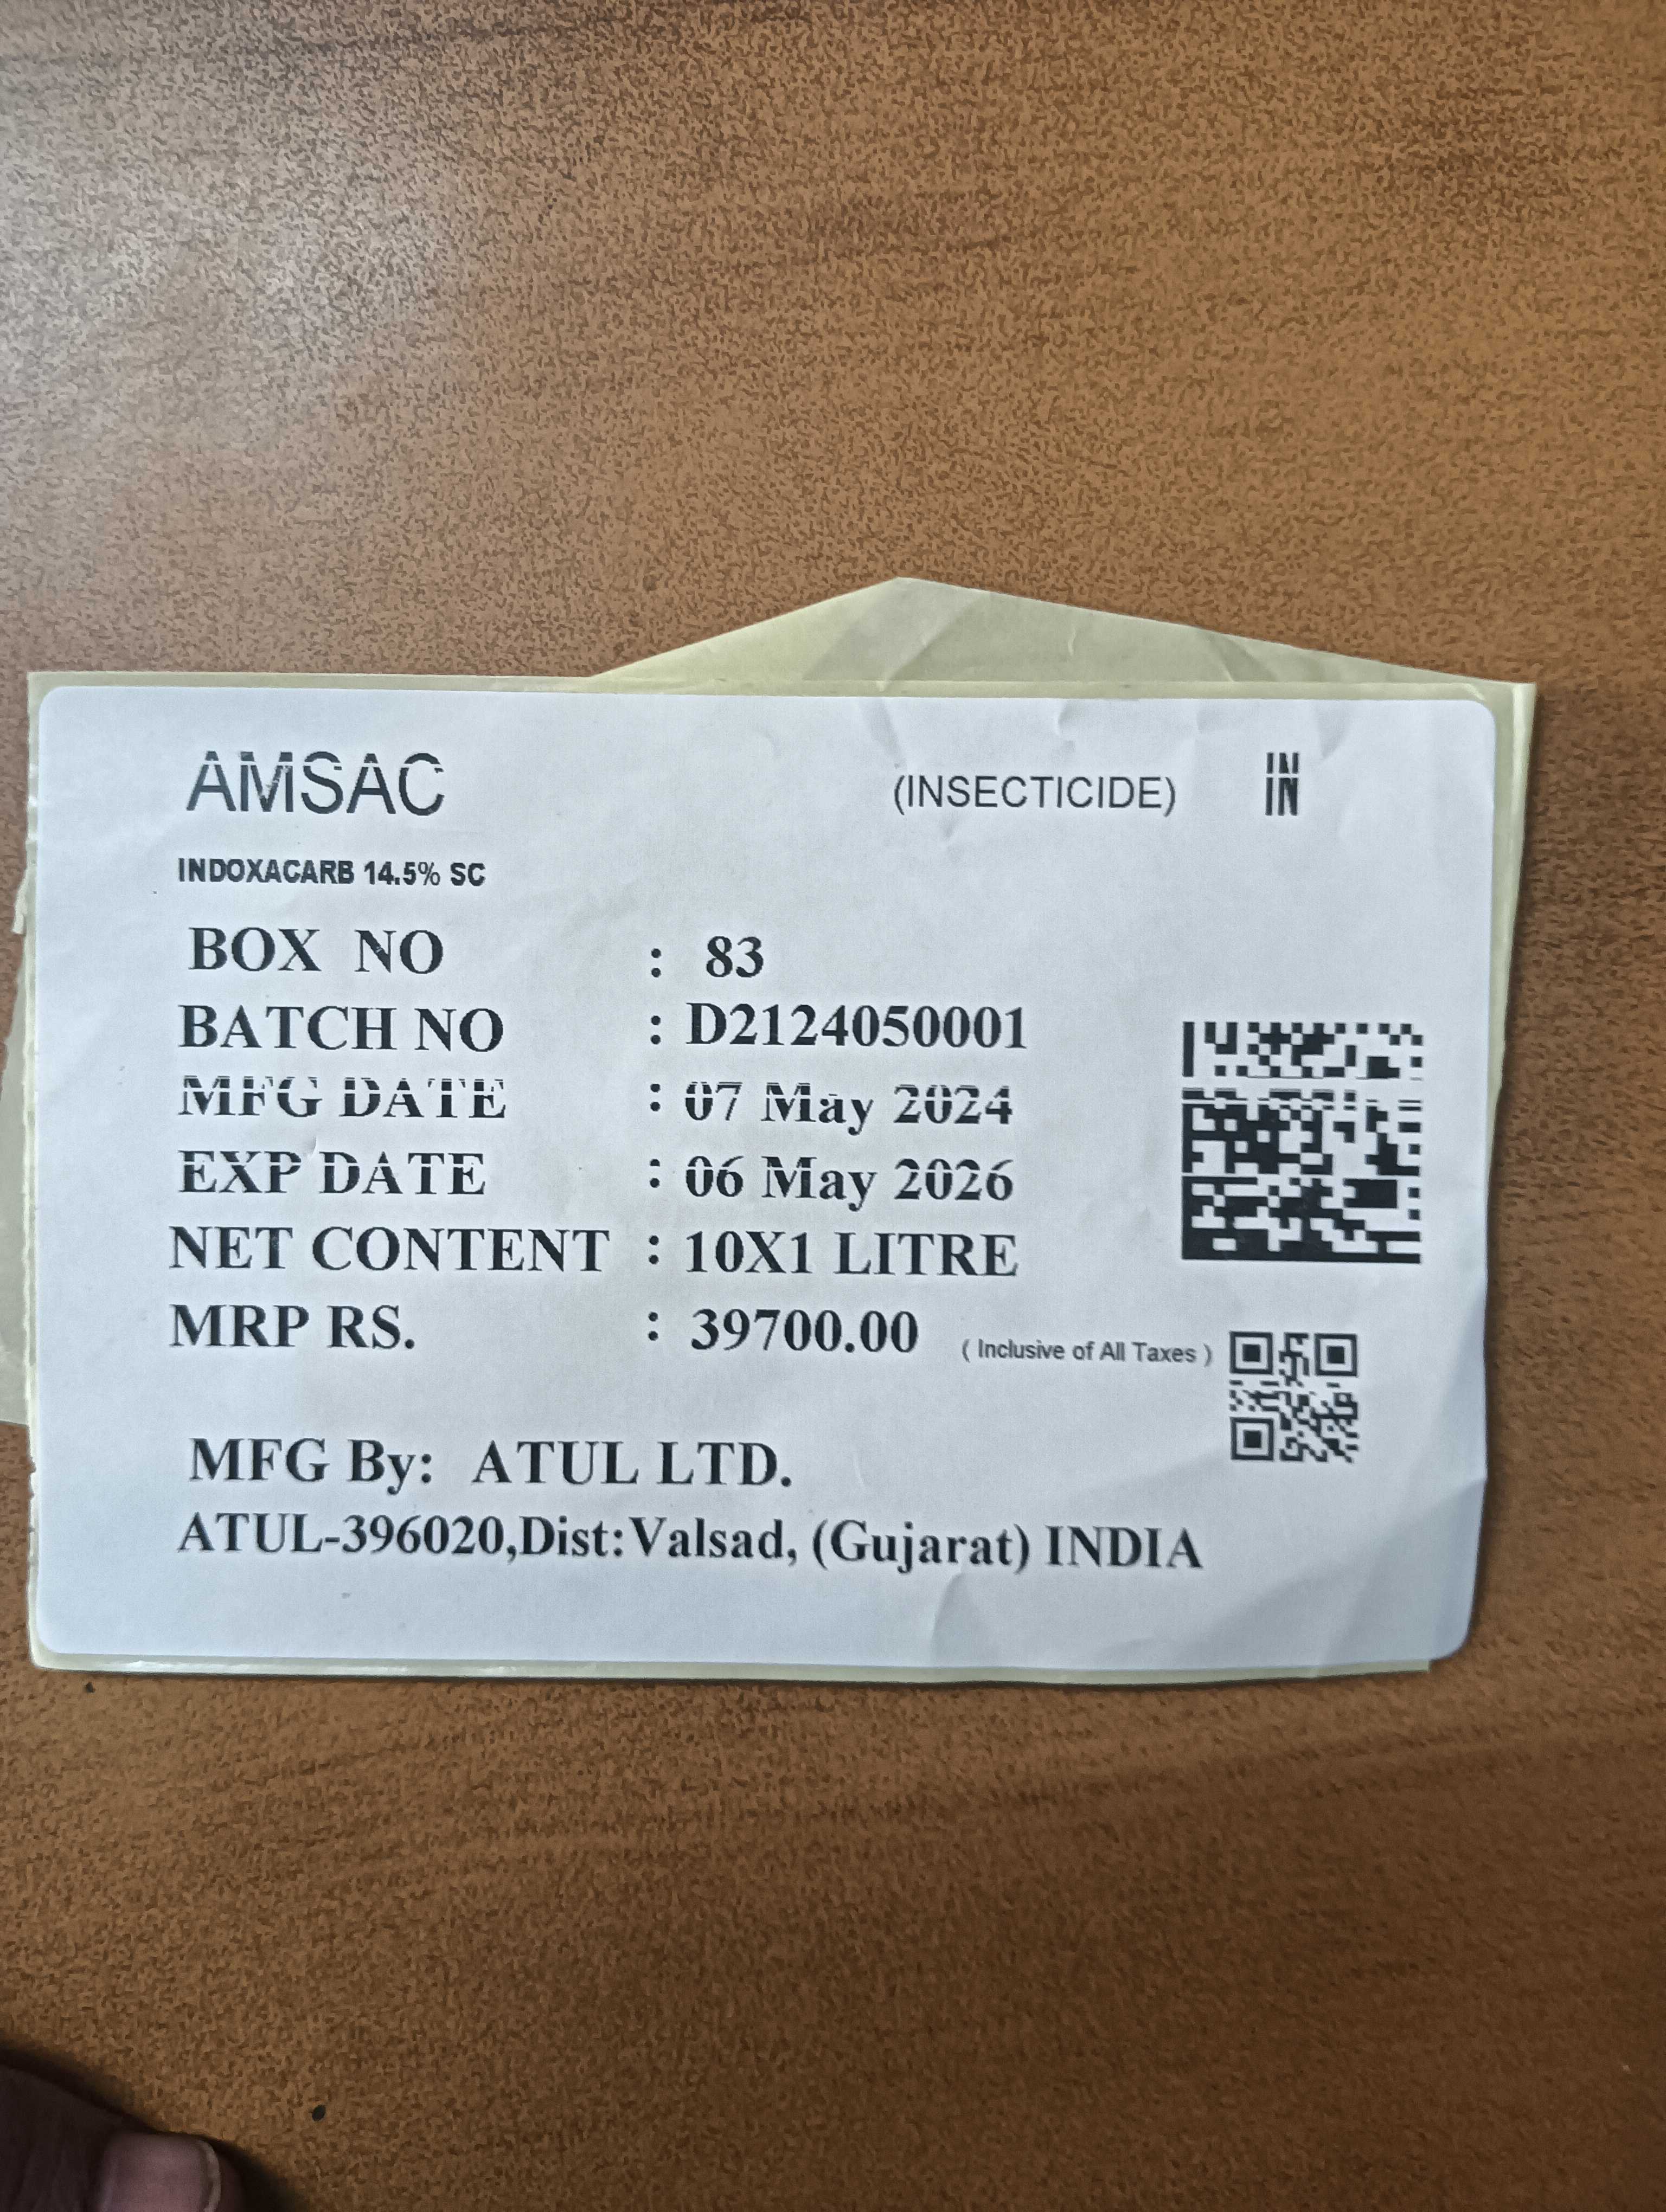 AMSAC (INSECTICIDE) IN
INDOXACARB 14.5% SC
BOX NO : 83
BATCH NO : D2124050001
MFG DATE : 07 May 2024
EXP DATE : 06 May 2026
NET CONTENT : 10X1 LITRE
MRP RS. : 39700.00 ( Inclusive of All Taxes )
MFG By: ATUL LTD.
ATUL-396020,Dist:Valsad, (Gujarat) INDIA